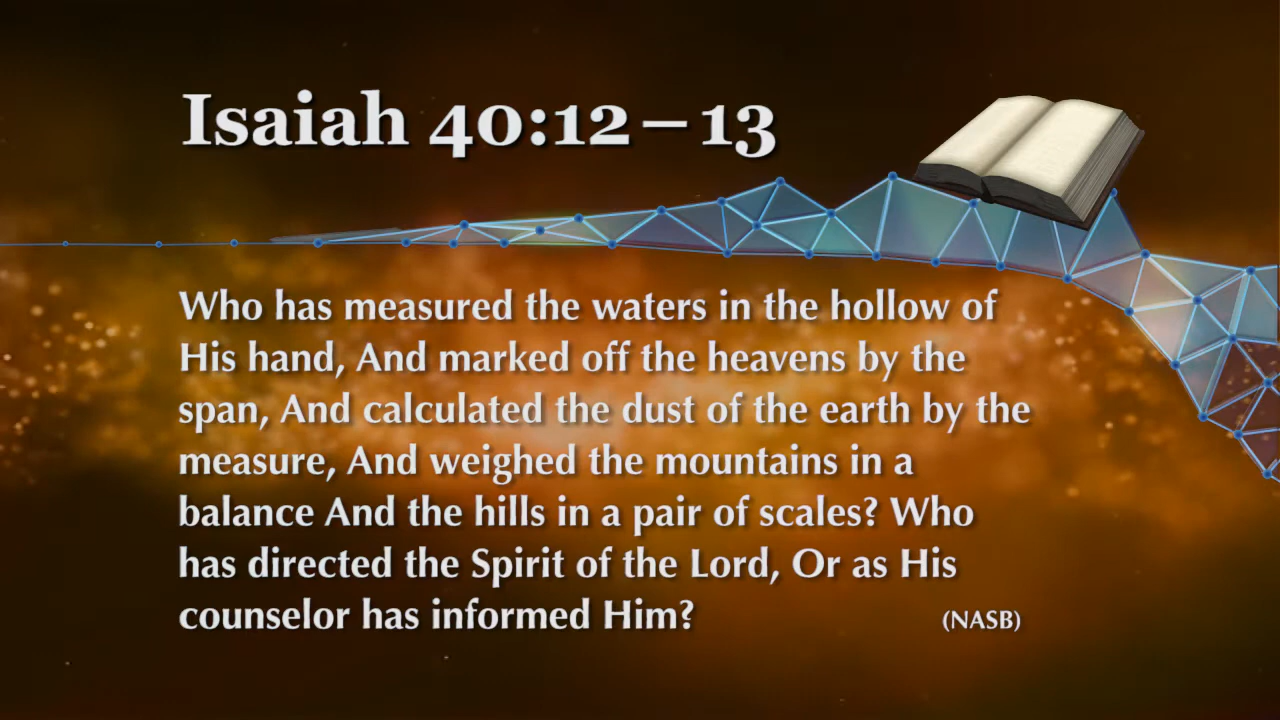 Isaiah 40:12–13
Who has measured the waters in the hollow of
His hand, And marked off the heavens by the
span, And calculated the dust of the earth by the
measure, And weighed the mountains in a
balance And the hills in a pair of scales? Who
has directed the Spirit of the Lord, Or as His
counselor has informed Him?
(NASB)